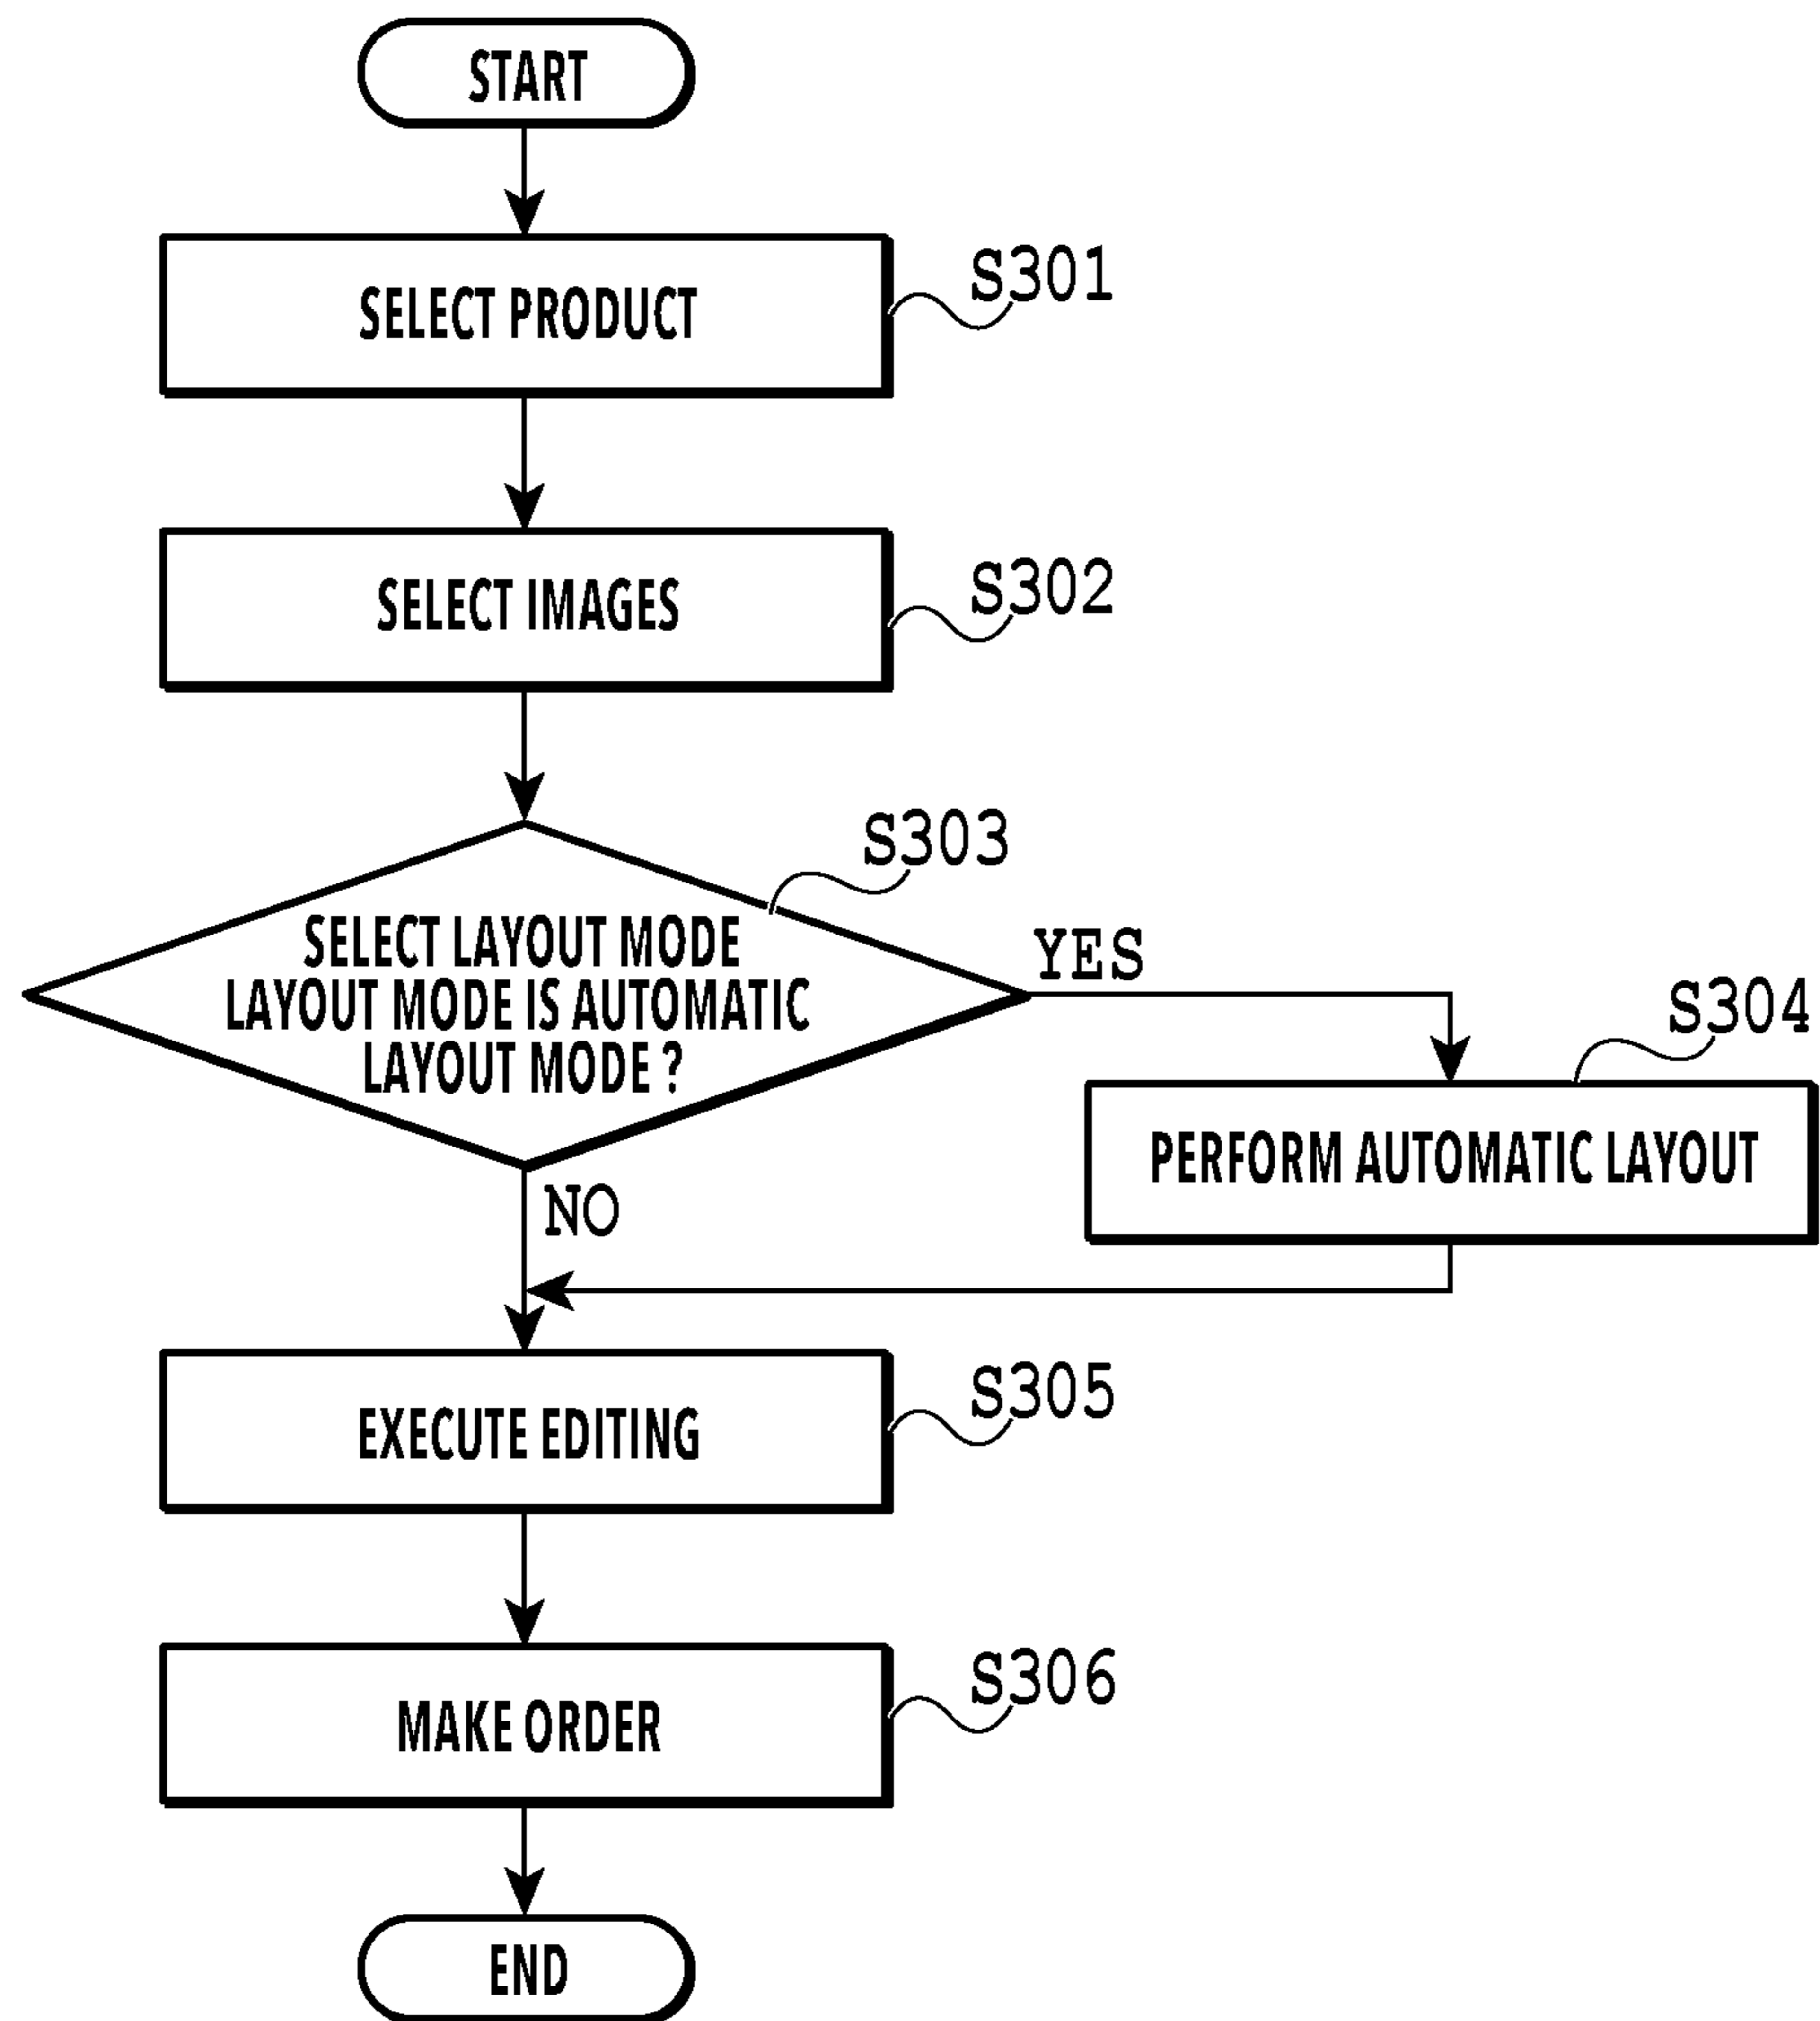 START
SELECT PRODUCT
S301
SELECT IMAGES
S302
S303
SELECT LAYOUT MODE
LAYOUT MODE IS AUTOMATIC
LAYOUT MODE ?
YES
S304
PERFORM AUTOMATIC LAYOUT
NO
EXECUTE EDITING
S305
MAKE ORDER
S306
END